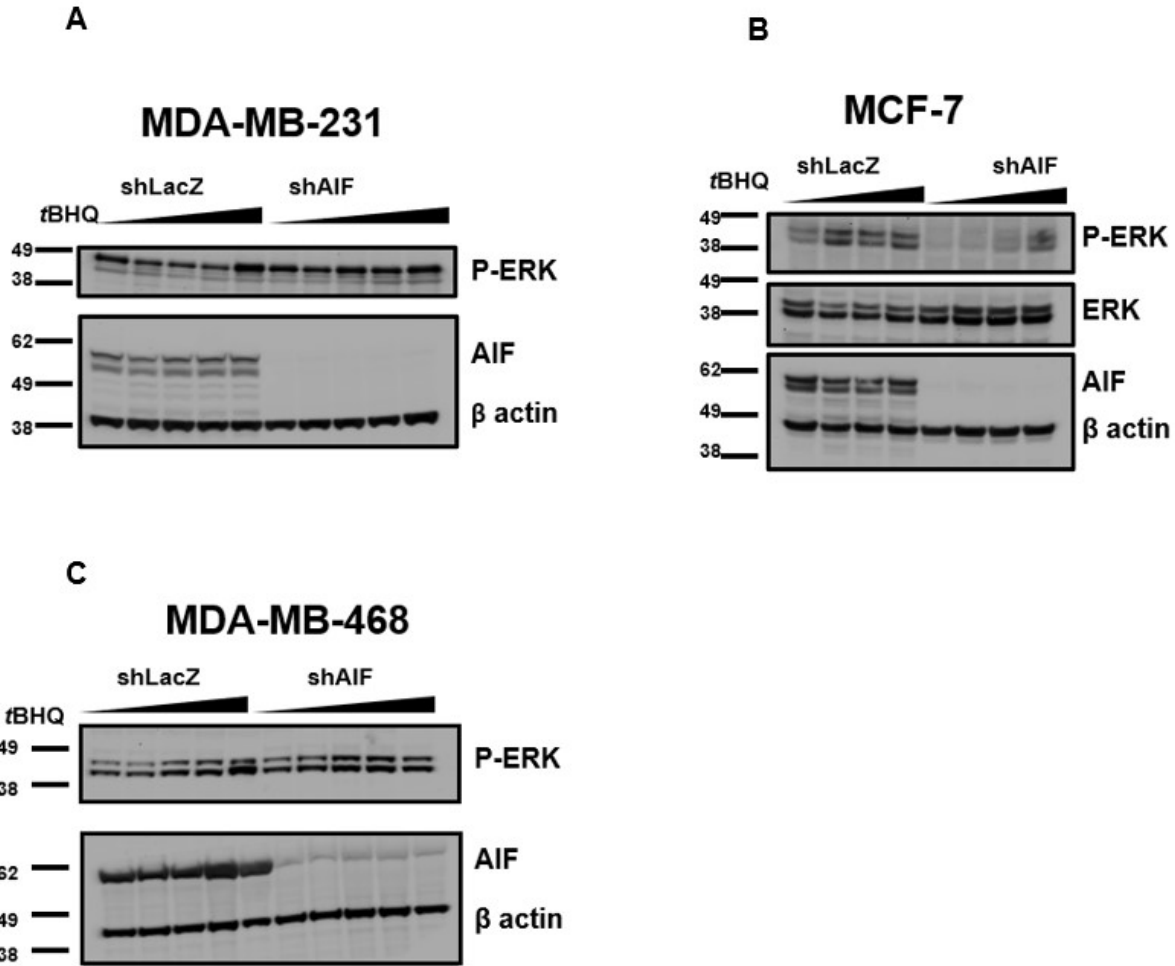 A
MDA-MB-231
shLacZ shAIF
tBHQ
49
38
P-ERK
62
49
38
AIF
β actin
B
MCF-7
shLacZ shAIF
tBHQ
49
38
P-ERK
49
38
ERK
62
49
38
AIF
β actin
C
MDA-MB-468
shLacZ shAIF
tBHQ
49
38
P-ERK
62
49
38
AIF
β actin